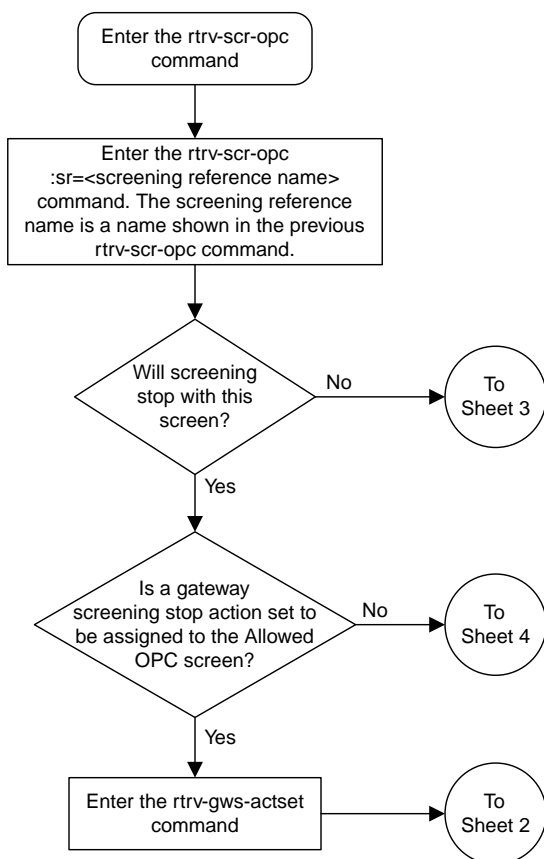 Enter the rtrv-scr-opc
command
Enter the rtrv-scr-opc
:sr=<screening reference name>
command. The screening reference
name is a name shown in the previous
rtrv-scr-opc command.
Will screening
stop with this
screen?
No
To
Sheet 3
Yes
Is a gateway
screening stop action set to
be assigned to the Allowed
OPC screen?
No
To
Sheet 4
Yes
Enter the rtrv-gws-actset
command
To
Sheet 2